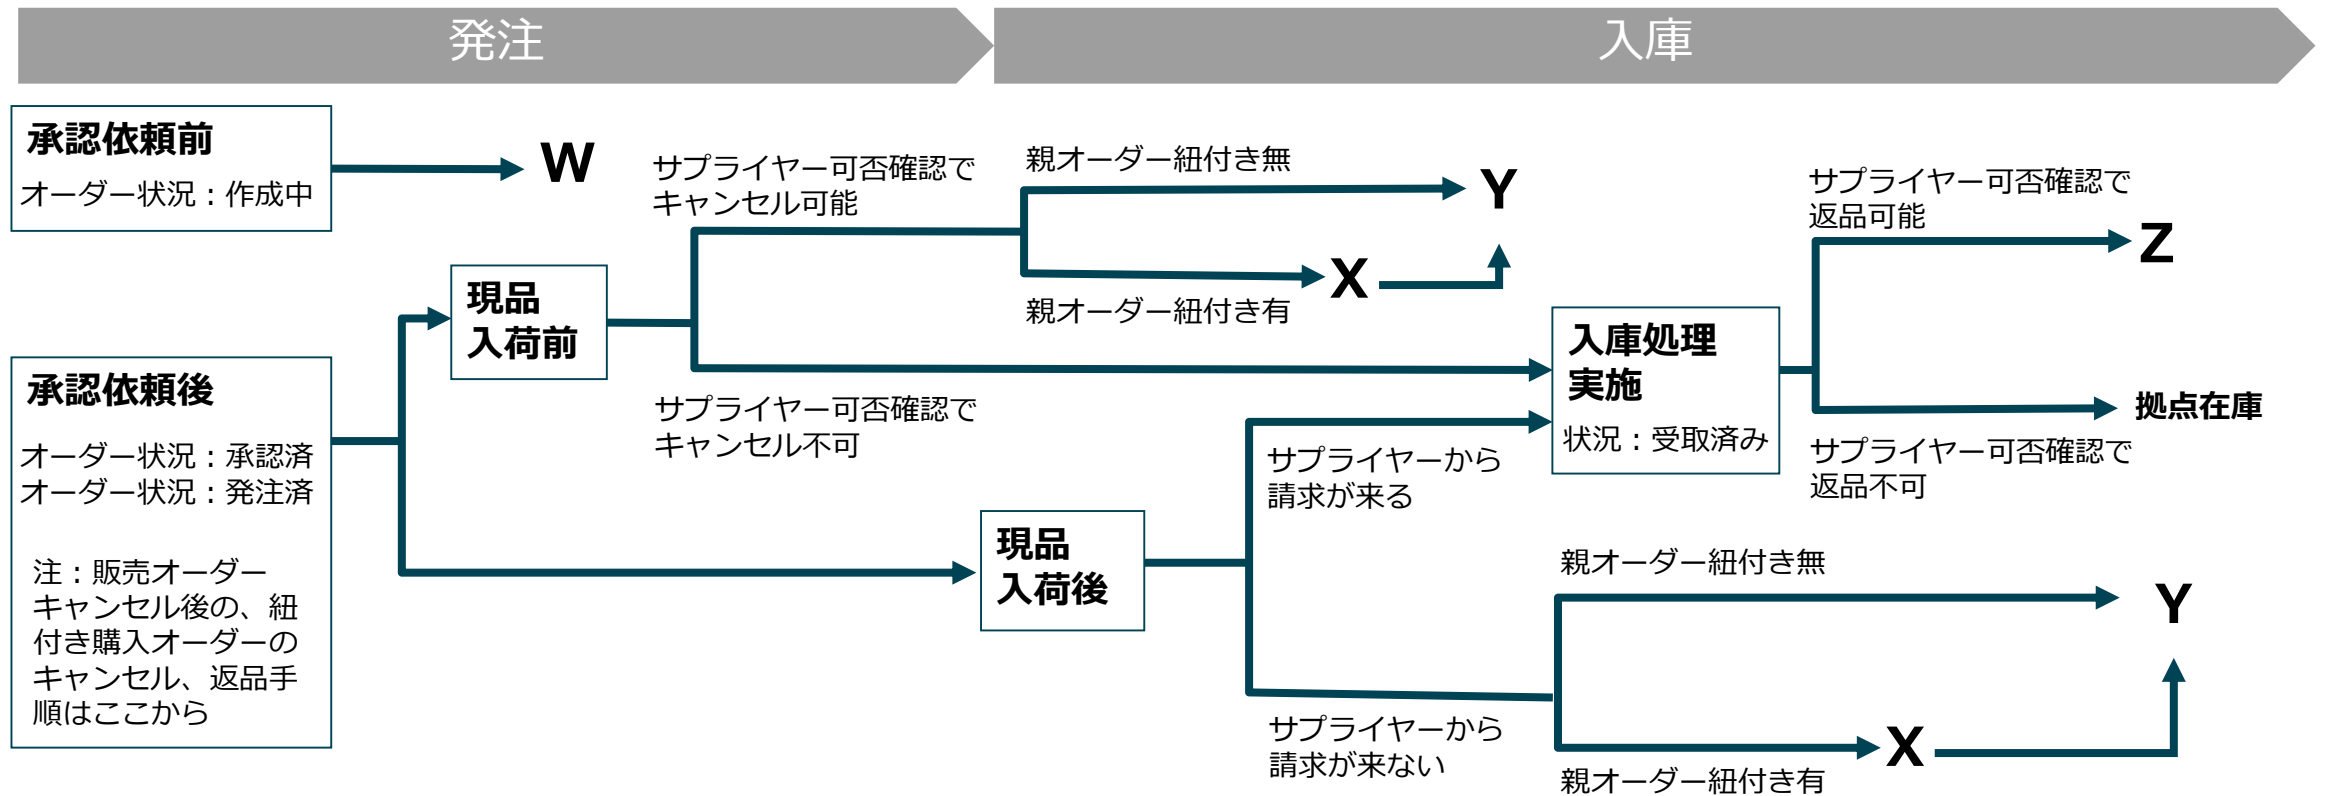 発注
入庫
承認依頼前
オーダー状況：作成中
W
サプライヤー可否確認で
キャンセル可能
親オーダー紐付き無
Y
親オーダー紐付き有
X
サプライヤー可否確認で
返品可能
Z
現品
入荷前
サプライヤー可否確認で
キャンセル不可
入庫処理
実施
状況：受取済み
拠点在庫
サプライヤー可否確認で
返品不可
承認依頼後
オーダー状況：承認済
オーダー状況：発注済
注：販売オーダー
キャンセル後の、紐
付き購入オーダーの
キャンセル、返品手
順はここから
サプライヤーから
請求が来る
現品
入荷後
サプライヤーから
請求が来ない
親オーダー紐付き無
Y
X
親オーダー紐付き有